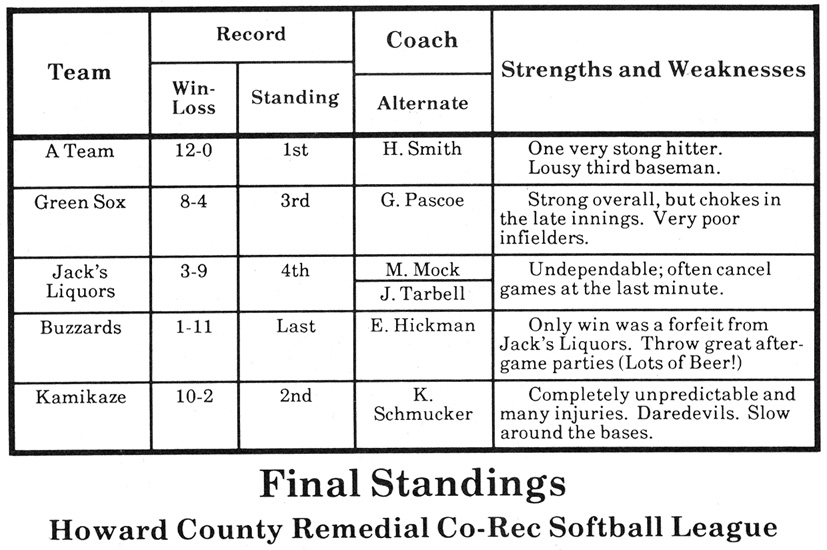 Team
Record
Win-
Loss
Standing
Coach
Alternate
Strengths and Weaknesses
A Team
12-0
1st
H. Smith
One very stong hitter.
Lousy third baseman.
Green Sox
8-4
3rd
G. Pascoe
Strong overall, but chokes in
the late innings. Very poor
infielders.
Jack's
Liquors
3-9
4th
M. Mock
J. Tarbell
Undependable; often cancel
games at the last minute.
Buzzards
1-11
Last
E. Hickman
Only win was a forfeit from
Jack's Liquors. Throw great after-
game parties (Lots of Beer!)
Kamikaze
10-2
2nd
K.
Schmucker
Completely unpredictable and
many injuries. Daredevils. Slow
around the bases.
Final Standings
Howard County Remedial Co-Rec Softball League